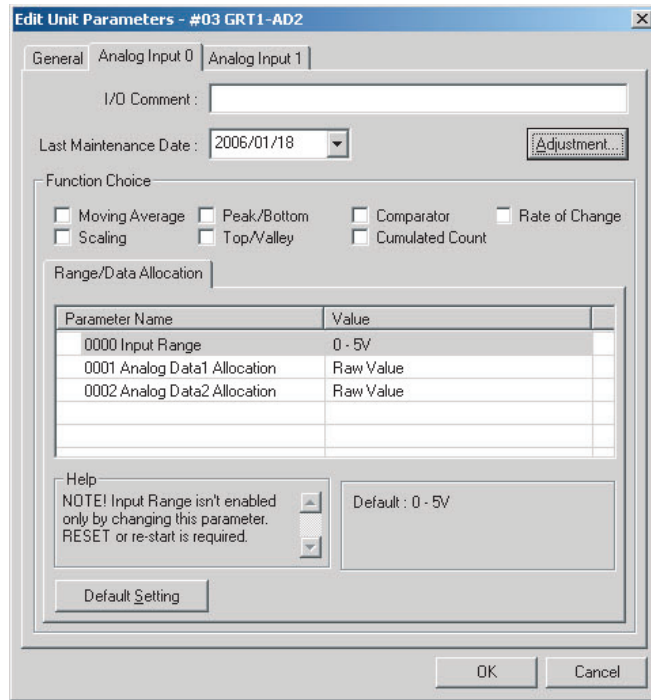 Edit Unit Parameters - #03 GRT1-AD2
General Analog Input 0 Analog Input 1
I/O Comment :
Last Maintenance Date : 2006/01/18 Adjustment...
Function Choice
Moving Average Peak/Bottom Comparator Rate of Change
Scaling Top/Valley Cumulated Count
Range/Data Allocation
Parameter Name Value
0000 Input Range 0 - 5V
0001 Analog Data1 Allocation Raw Value
0002 Analog Data2 Allocation Raw Value
Help
NOTE! Input Range isn't enabled
only by changing this parameter.
RESET or re-start is required.
Default : 0 - 5V
Default Setting
OK Cancel